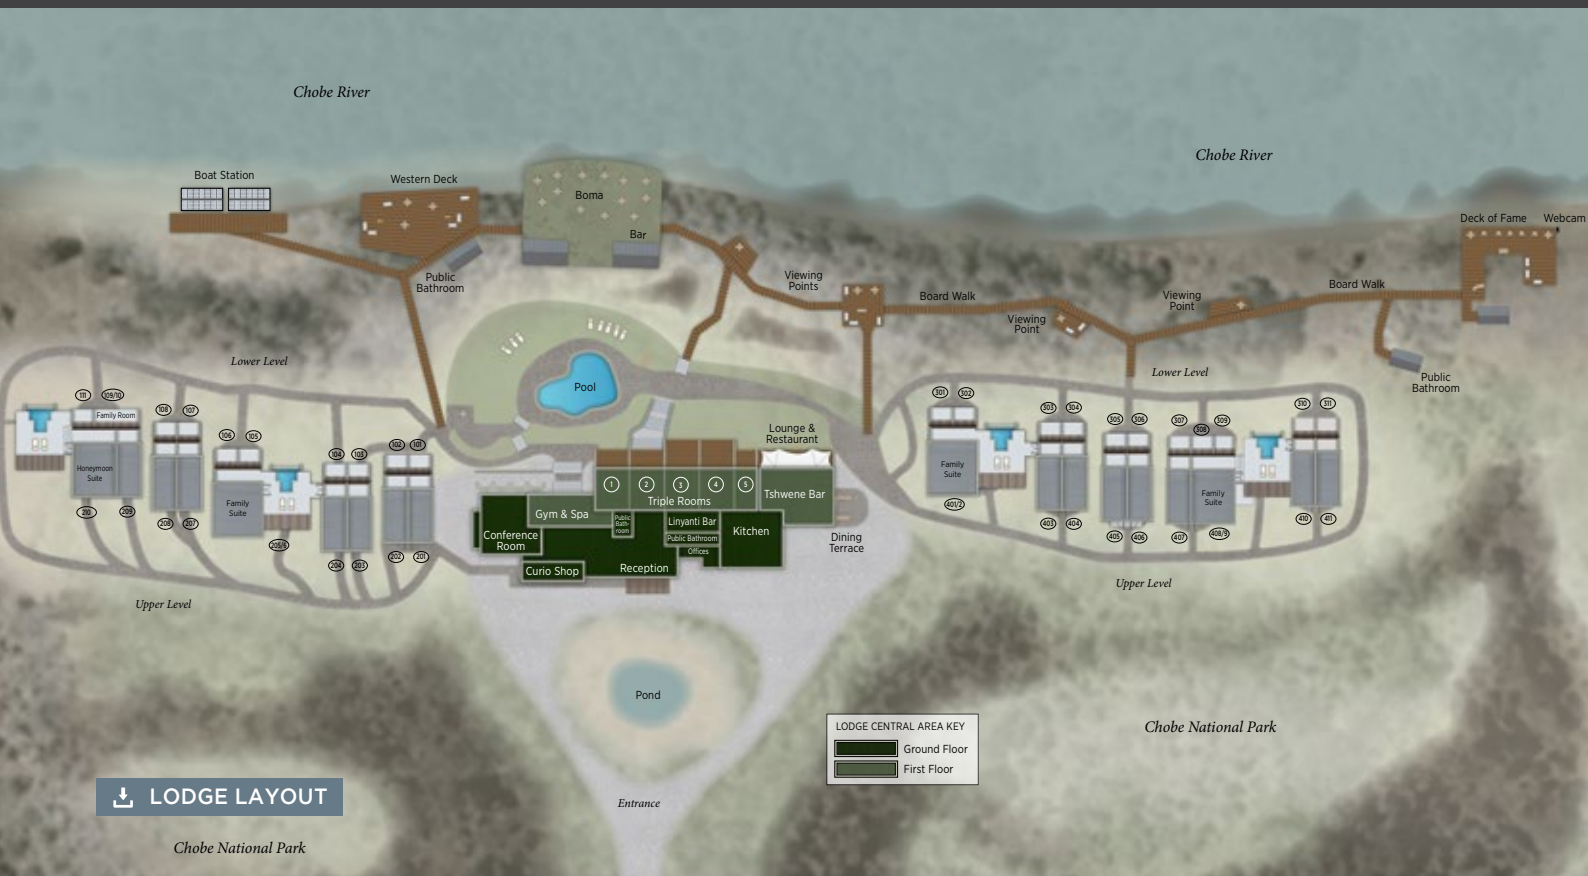 Chobe River
Chobe River
Boat Station
Western Deck
Boma
Bar
Public
Bathroom
Deck of Fame
Webcam
Viewing
Points
Board Walk
Viewing
Point
Viewing
Point
Board Walk
Public
Bathroom
Lower Level
Pool
Lower Level
111
109/10
Family Room
108
107
106
105
104
103
102
101
Honeymoon
Suite
Family
Suite
210
209
208
207
205/6
204
203
202
201
Upper Level
Lounge &
Restaurant
1
2
3
4
5
Triple Rooms
Tshwene Bar
Gym & Spa
Public
Bath-
room
Linyanti Bar
Public Bathroom
Offices
Kitchen
Conference
Room
Curio Shop
Reception
Dining
Terrace
301
302
303
304
305
306
307
308
309
310
311
Family
Suite
Family
Suite
401/2
403
404
405
406
407
408/9
410
411
Upper Level
Pond
Entrance
LODGE CENTRAL AREA KEY
Ground Floor
First Floor
Chobe National Park
LODGE LAYOUT
Chobe National Park